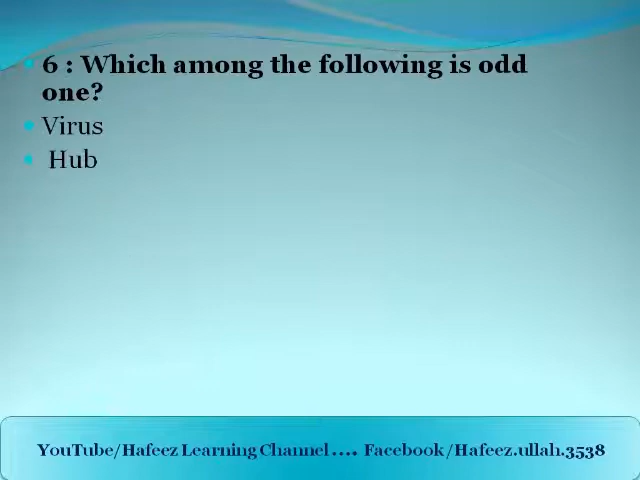 6 : Which among the following is odd
one?
Virus
Hub
YouTube/Hafeez Learning Channel .... Facebook/Hafeez.ullah.3538